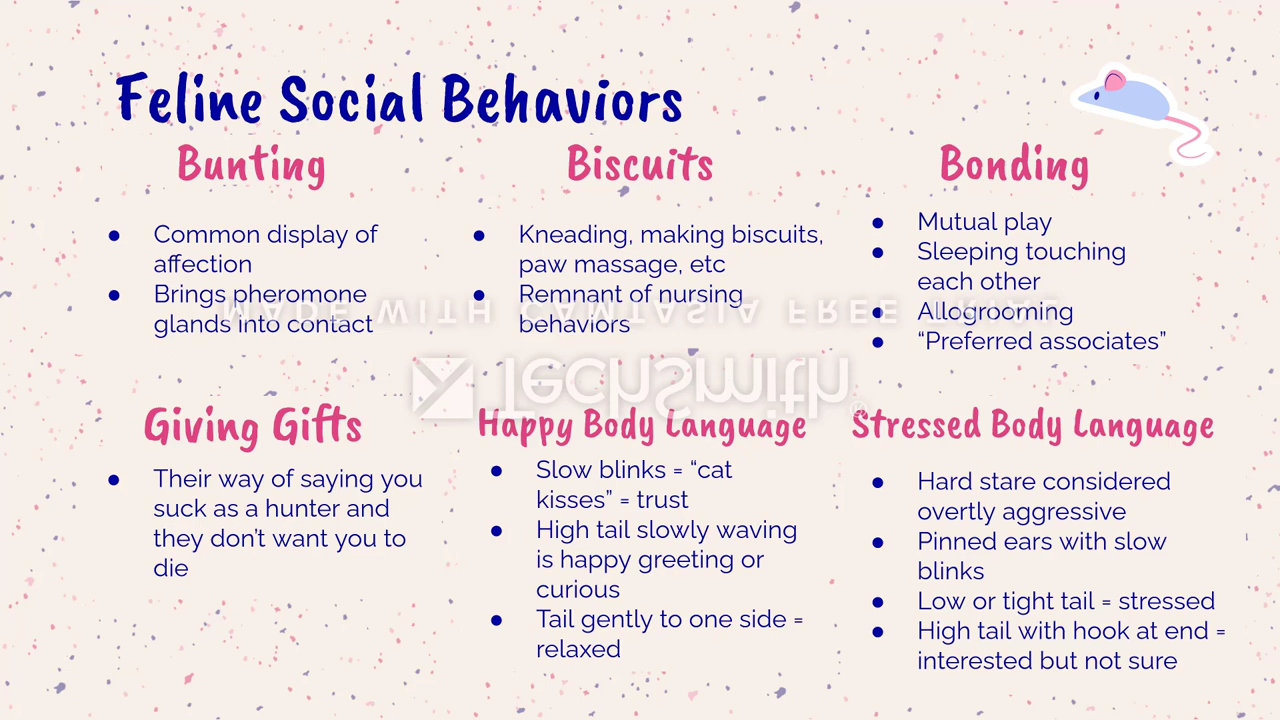 Feline Social Behaviors
Bunting
● Common display of
affection
● Brings pheromone
glands into contact
Biscuits
● Kneading, making biscuits,
paw massage, etc
● Remnant of nursing
behaviors
Bonding
● Mutual play
● Sleeping touching
each other
● Allogrooming
● “Preferred associates”
MADE WITH CAMTASIA FREE TRIAL
TechSmith®
Giving Gifts
● Their way of saying you
suck as a hunter and
they don’t want you to
die
Happy Body Language
● Slow blinks = “cat
kisses” = trust
● High tail slowly waving
is happy greeting or
curious
● Tail gently to one side =
relaxed
Stressed Body Language
● Hard stare considered
overtly aggressive
● Pinned ears with slow
blinks
● Low or tight tail = stressed
● High tail with hook at end =
interested but not sure